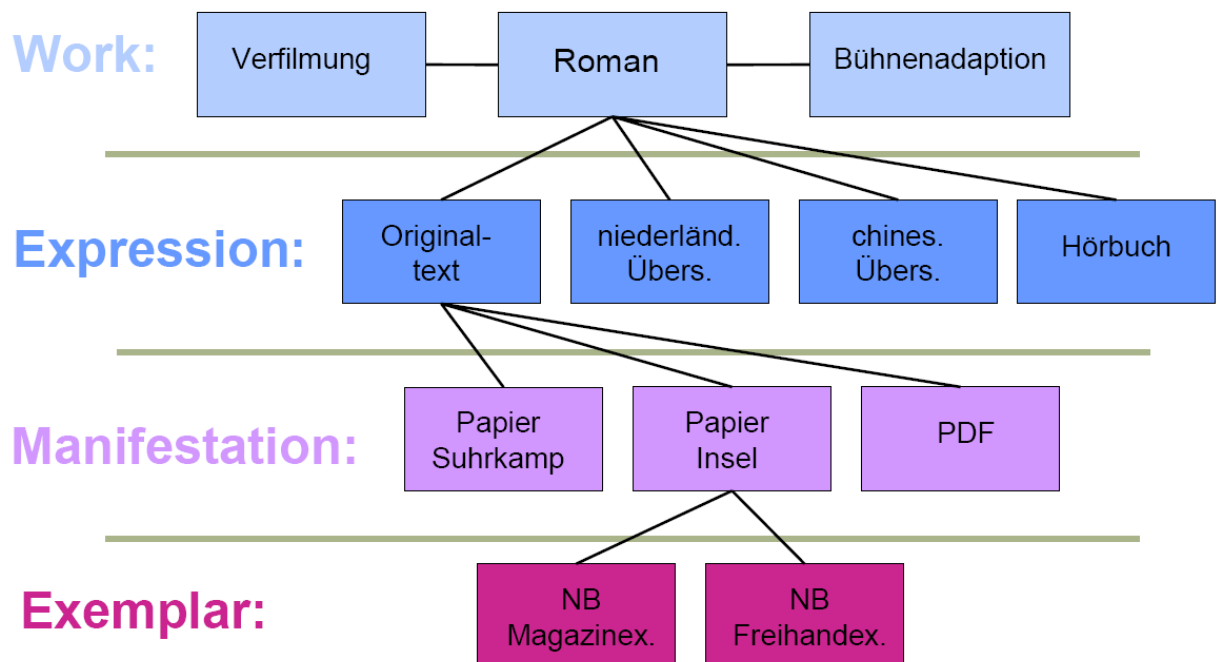 Work:
Verfilmung
Roman
Bühnenadaption
Expression:
Original-
text
niederländ.
Übers.
chines.
Übers.
Hörbuch
Manifestation:
Papier
Suhrkamp
Papier
Insel
PDF
Exemplar:
NB
Magazinex.
NB
Freihandex.